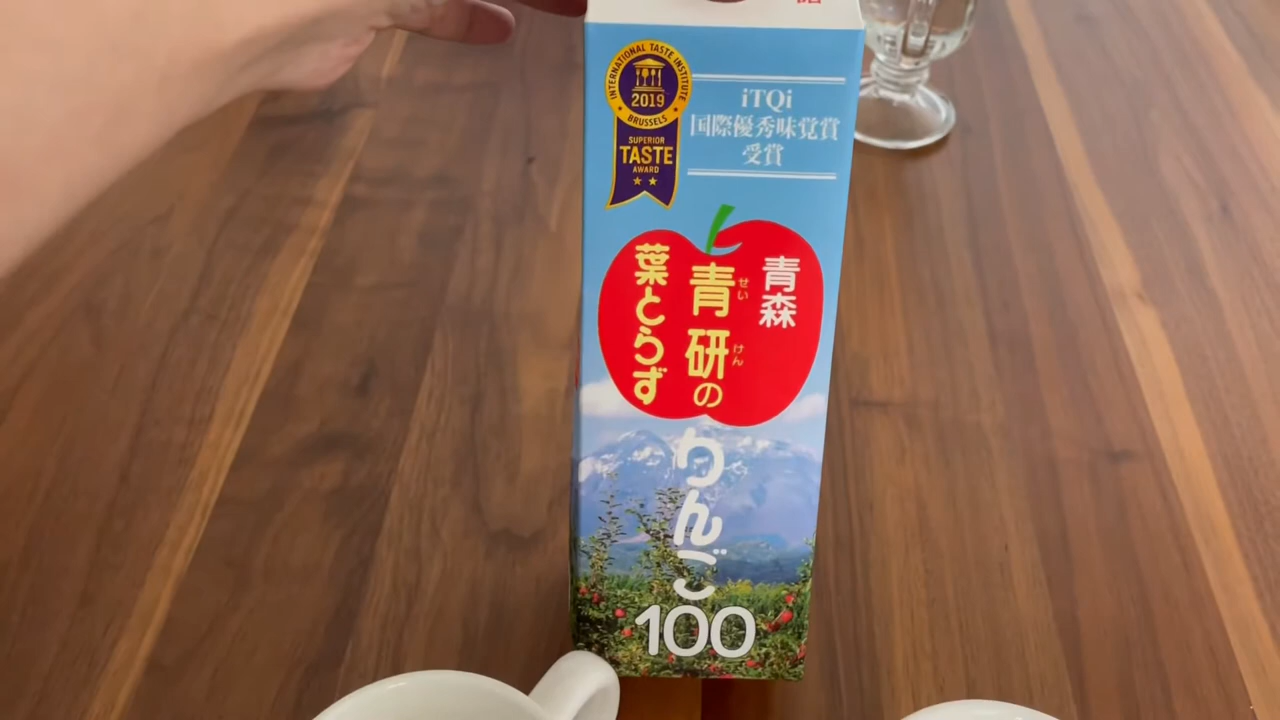 INTERNATIONAL TASTE INSTITUTE
2019
BRUSSELS
SUPERIOR
TASTE
AWARD
iTQi
国際優秀味覚賞
受賞
青森
青研の
せい
けん
葉とらず
りんご
100